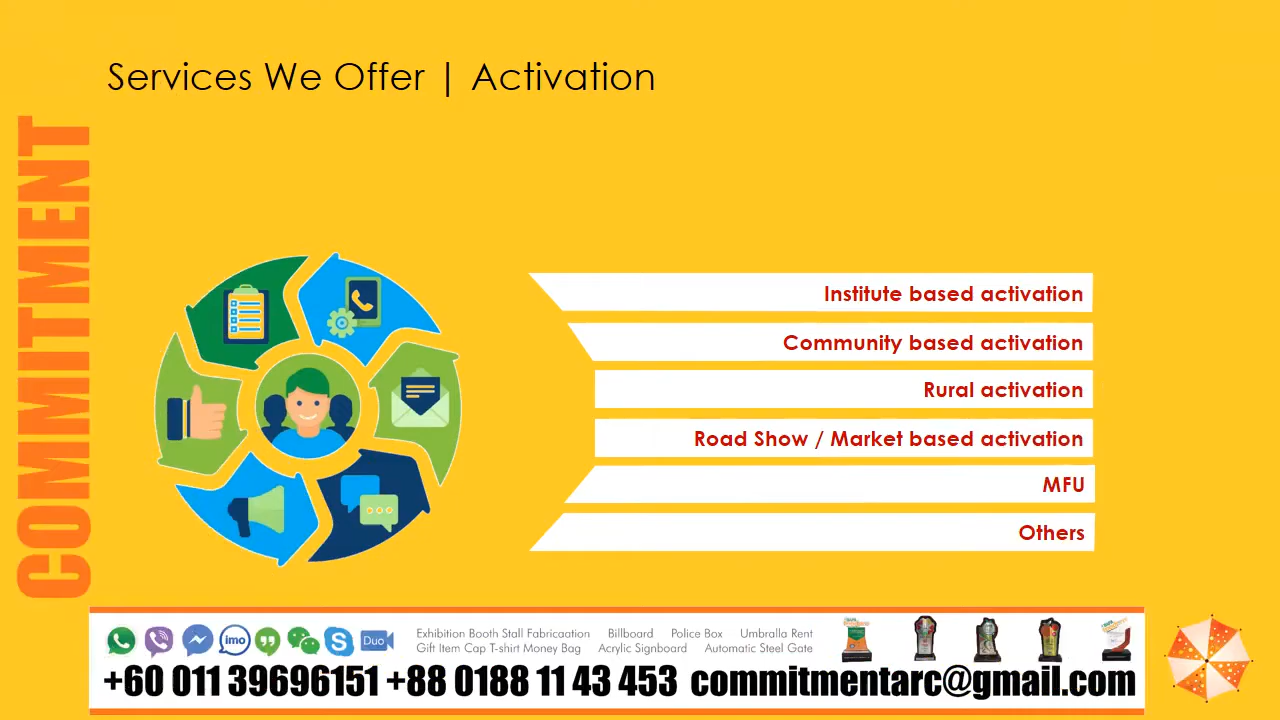 Services We Offer | Activation
COMMITMENT
Institute based activation
Community based activation
Rural activation
Road Show / Market based activation
MFU
Others
imo
Duo
Exhibition Booth Stall Fabricaation Billboard Police Box Umbralla Rent
Gift Item Cap T-shirt Money Bag Acrylic Signboard Automatic Steel Gate
+60 011 39696151 +88 0188 11 43 453 commitmentarc@gmail.com